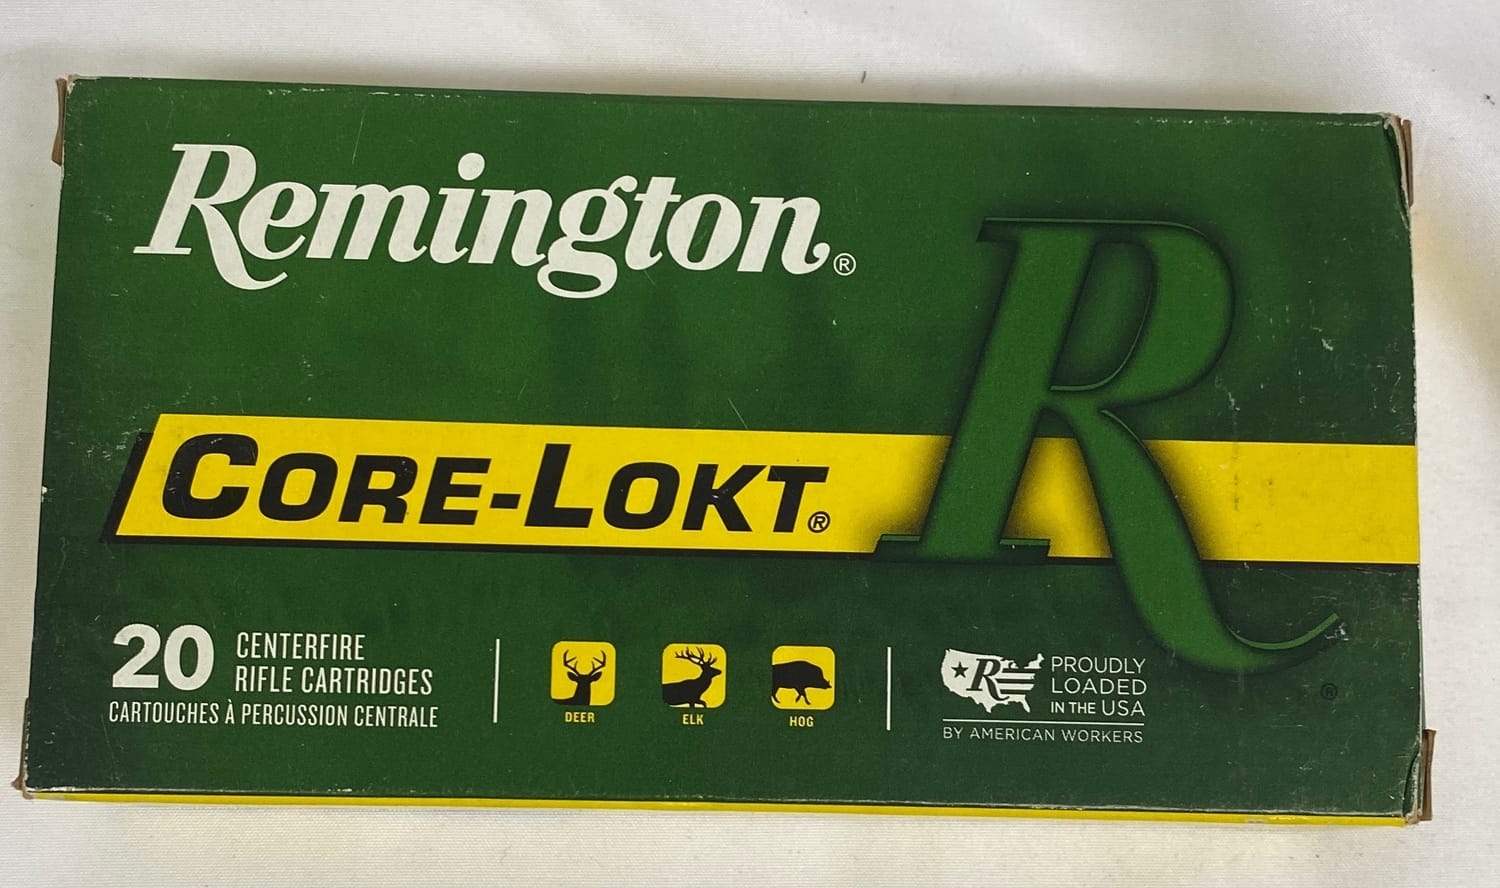 Remington®
CORE-LOKT®
R
20 CENTERFIRE
RIFLE CARTRIDGES
CARTOUCHES À PERCUSSION CENTRALE
DEER
ELK
HOG
R
PROUDLY
LOADED
IN THE USA
BY AMERICAN WORKERS
®